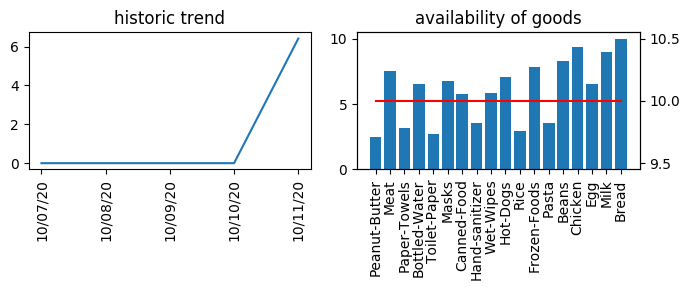 historic trend
6
4
2
0
10/07/20
10/08/20
10/09/20
10/10/20
10/11/20
availability of goods
10
5
0
10.5
10.0
9.5
Peanut-Butter
Meat
Paper-Towels
Bottled-Water
Toilet-Paper
Masks
Canned-Food
Hand-sanitizer
Wet-Wipes
Hot-Dogs
Rice
Frozen-Foods
Pasta
Beans
Chicken
Egg
Milk
Bread